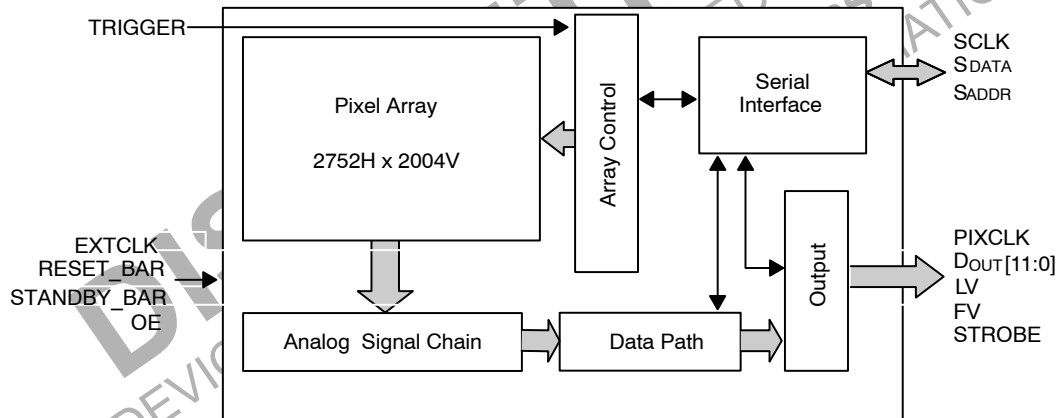 TRIGGER
Pixel Array
2752H x 2004V
Array Control
Serial
Interface
SCLK
SDATA
SADDR
EXTCLK
RESET_BAR
STANDBY_BAR
OE
Analog Signal Chain
Data Path
Output
PIXCLK
DOUT[11:0]
LV
FV
STROBE